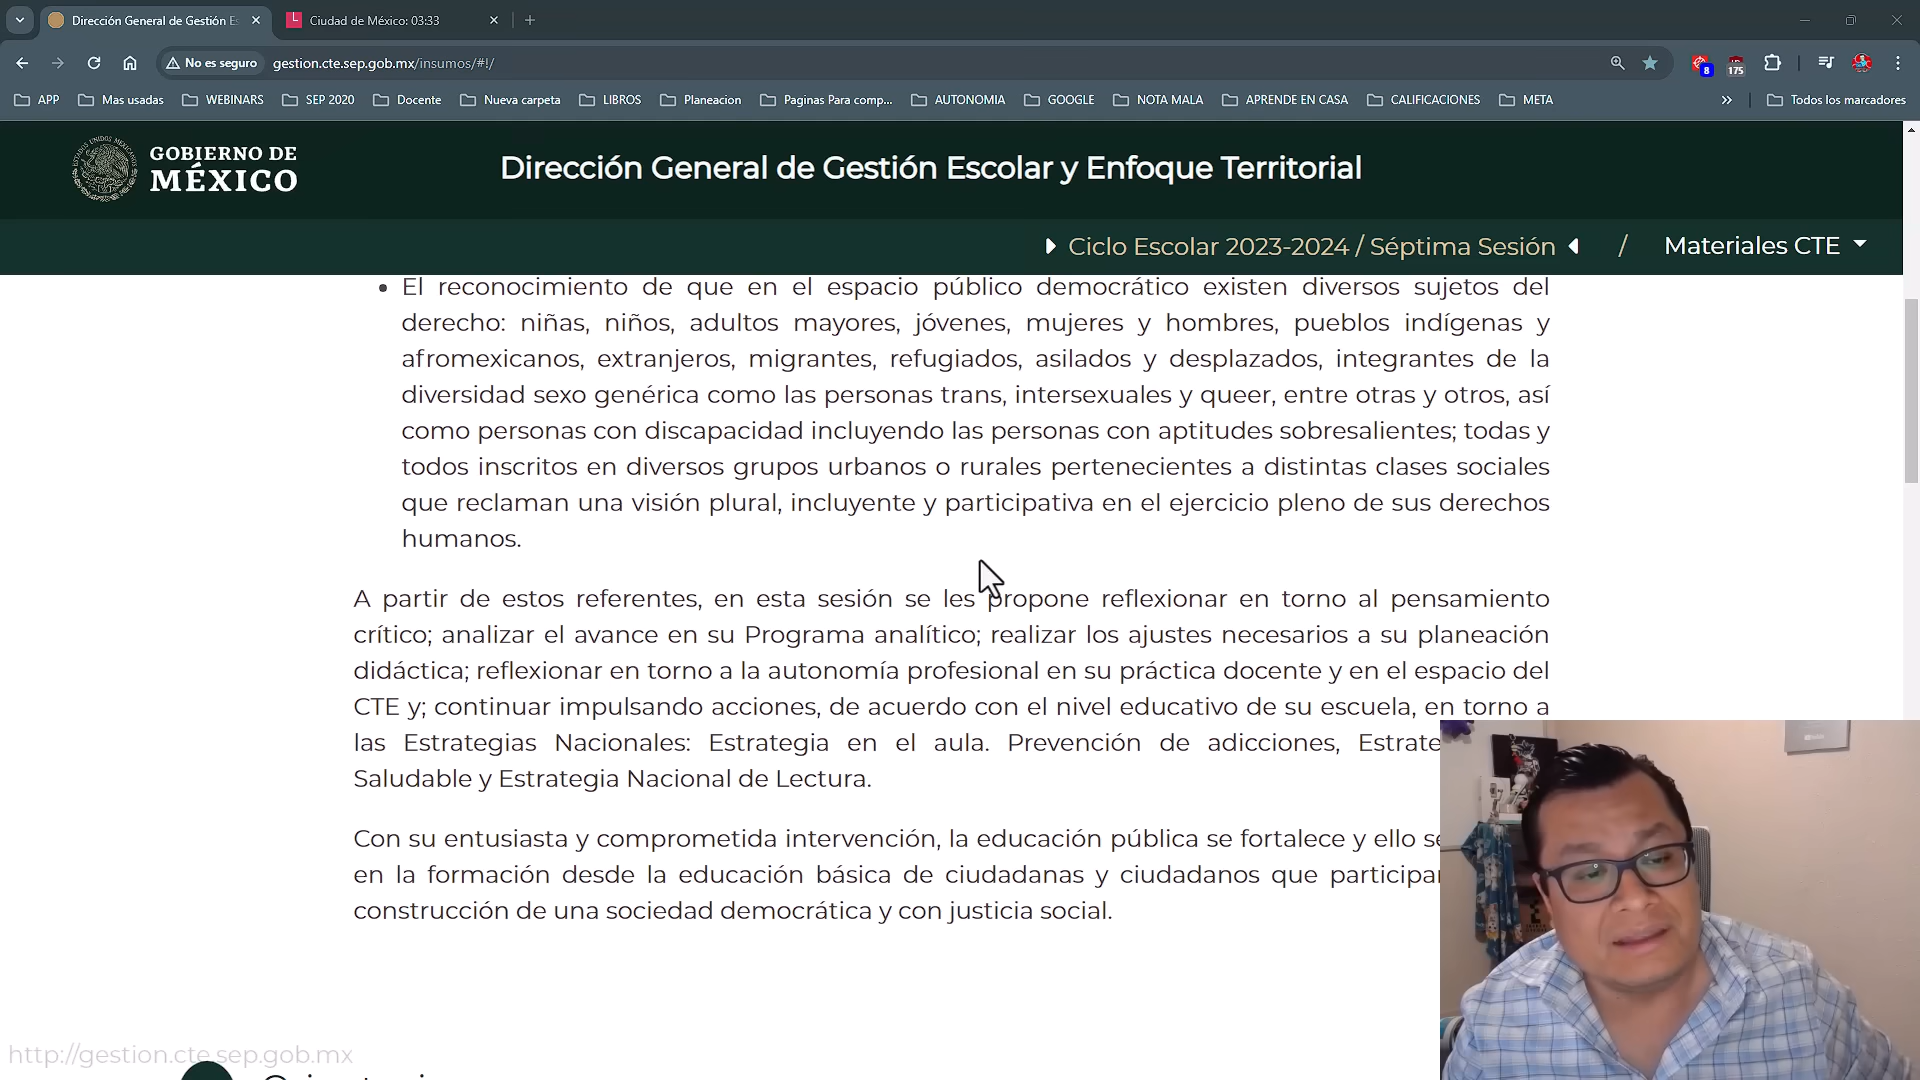 Dirección General de Gestión Es
Ciudad de México: 03:33
No es seguro
gestion.cte.sep.gob.mx/insumos/#!/
8
175
APP
Mas usadas
WEBINARS
SEP 2020
Docente
Nueva carpeta
LIBROS
Planeacion
Paginas Para comp...
AUTONOMIA
GOOGLE
NOTA MALA
APRENDE EN CASA
CALIFICACIONES
META
Todos los marcadores
GOBIERNO DE
MÉXICO
Dirección General de Gestión Escolar y Enfoque Territorial
Ciclo Escolar 2023-2024 / Séptima Sesión
/
Materiales CTE
• El reconocimiento de que en el espacio público democrático existen diversos sujetos del
derecho: niñas, niños, adultos mayores, jóvenes, mujeres y hombres, pueblos indígenas y
afromexicanos, extranjeros, migrantes, refugiados, asilados y desplazados, integrantes de la
diversidad sexo genérica como las personas trans, intersexuales y queer, entre otras y otros, así
como personas con discapacidad incluyendo las personas con aptitudes sobresalientes; todas y
todos inscritos en diversos grupos urbanos o rurales pertenecientes a distintas clases sociales
que reclaman una visión plural, incluyente y participativa en el ejercicio pleno de sus derechos
humanos.
A partir de estos referentes, en esta sesión se les propone reflexionar en torno al pensamiento
crítico; analizar el avance en su Programa analítico; realizar los ajustes necesarios a su planeación
didáctica; reflexionar en torno a la autonomía profesional en su práctica docente y en el espacio del
CTE y; continuar impulsando acciones, de acuerdo con el nivel educativo de su escuela, en torno a
las Estrategias Nacionales: Estrategia en el aula. Prevención de adicciones, Estrate
Saludable y Estrategia Nacional de Lectura.
Con su entusiasta y comprometida intervención, la educación pública se fortalece y ello se
en la formación desde la educación básica de ciudadanas y ciudadanos que participa
construcción de una sociedad democrática y con justicia social.
http://gestion.cte.sep.gob.mx